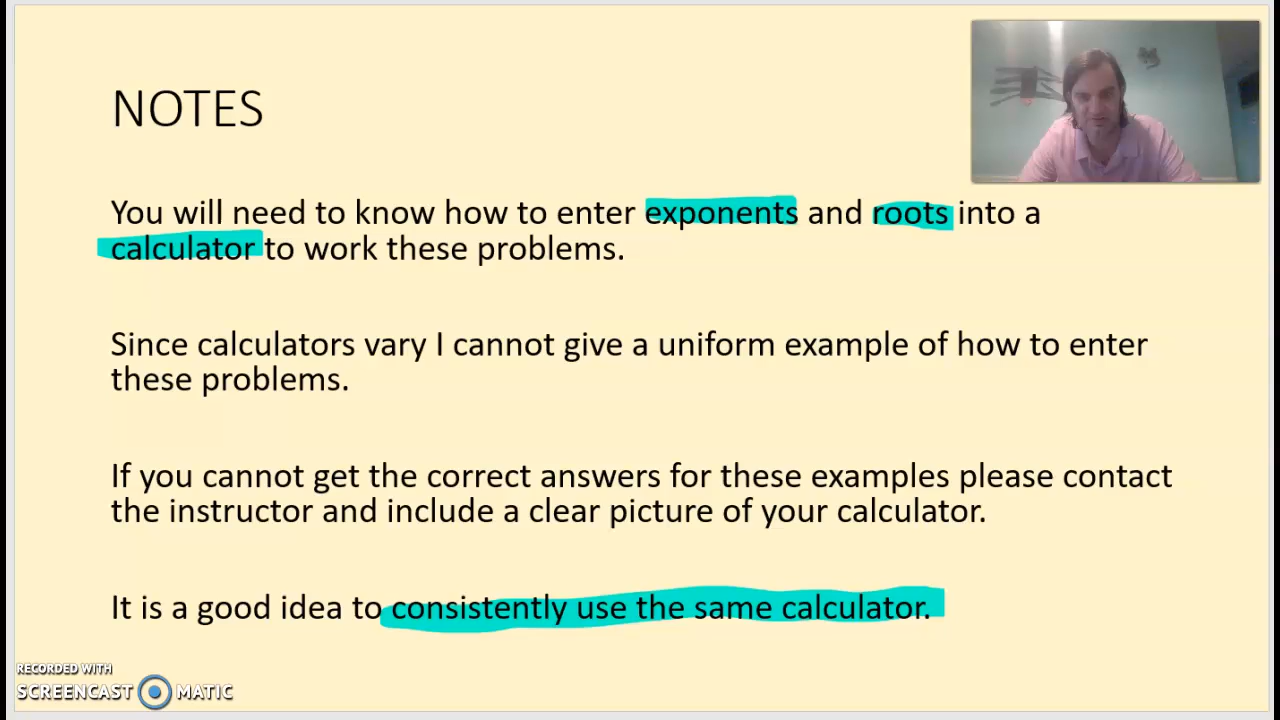 NOTES
You will need to know how to enter exponents and roots into a
calculator to work these problems.
Since calculators vary I cannot give a uniform example of how to enter
these problems.
If you cannot get the correct answers for these examples please contact
the instructor and include a clear picture of your calculator.
It is a good idea to consistently use the same calculator.
RECORDED WITH
SCREENCAST MATIC